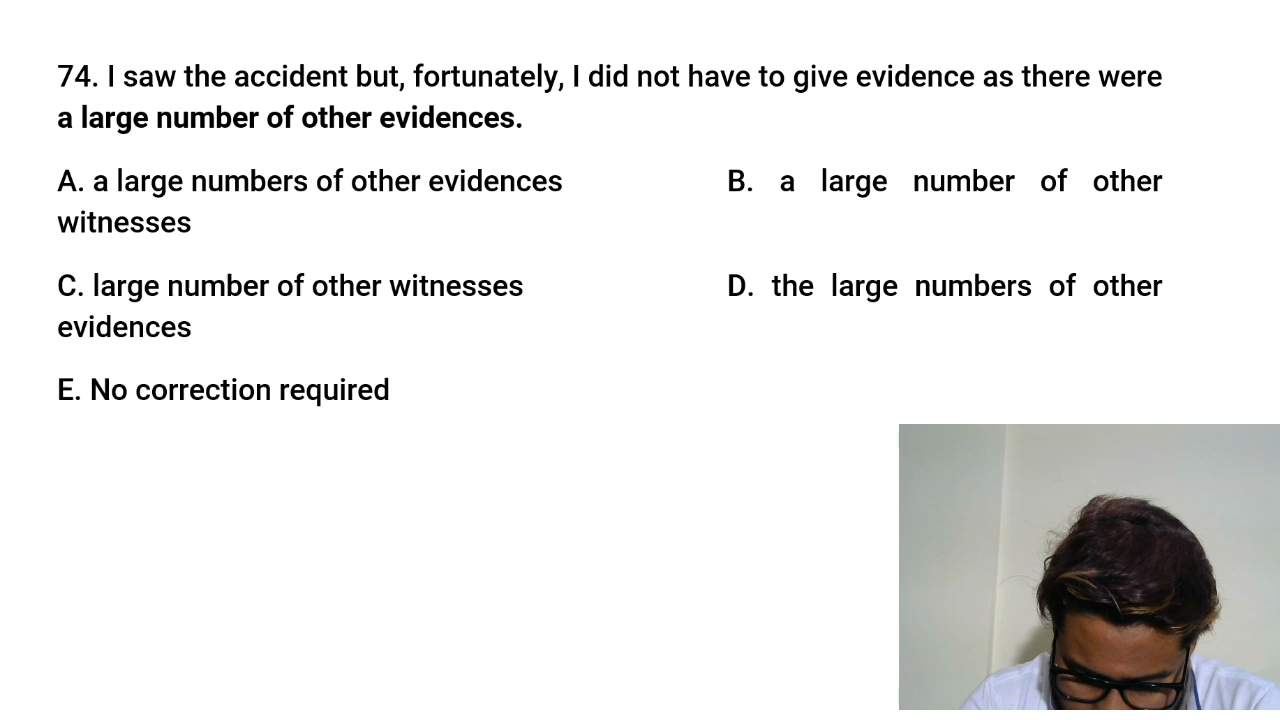 74. I saw the accident but, fortunately, I did not have to give evidence as there were
a large number of other evidences.
A. a large numbers of other evidences B. a large number of other
witnesses
C. large number of other witnesses D. the large numbers of other
evidences
E. No correction required